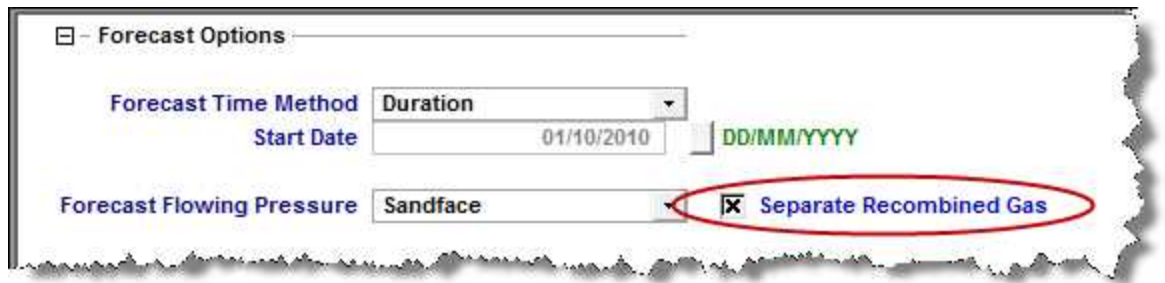 Forecast Options
Forecast Time Method Duration
Start Date 01/10/2010 DD/MM/YYYY
Forecast Flowing Pressure Sandface Separate Recombined Gas